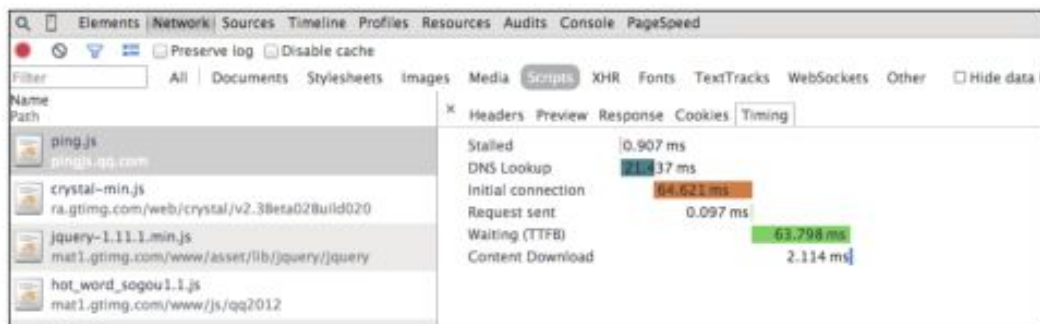 Elements Network Sources Timeline Profiles Resources Audits Console PageSpeed
Preserve log Disable cache
Filter All Documents Stylesheets Images Media Scripts XHR Fonts TextTracks WebSockets Other Hide data
Name
Path
× Headers Preview Response Cookies Timing
ping.js
pingjs.qq.com
crystal-min.js
ra.gtimg.com/web/crystal/v2.3Beta02Build020
jquery-1.11.1.min.js
mat1.gtimg.com/www/asset/lib/jquery/jquery
hot_word_sogou1.1.js
mat1.gtimg.com/www/js/qq2012
Stalled 0.907 ms
DNS Lookup 21.437 ms
Initial connection 64.621 ms
Request sent 0.097 ms
Waiting (TTFB) 63.798 ms
Content Download 2.114 ms